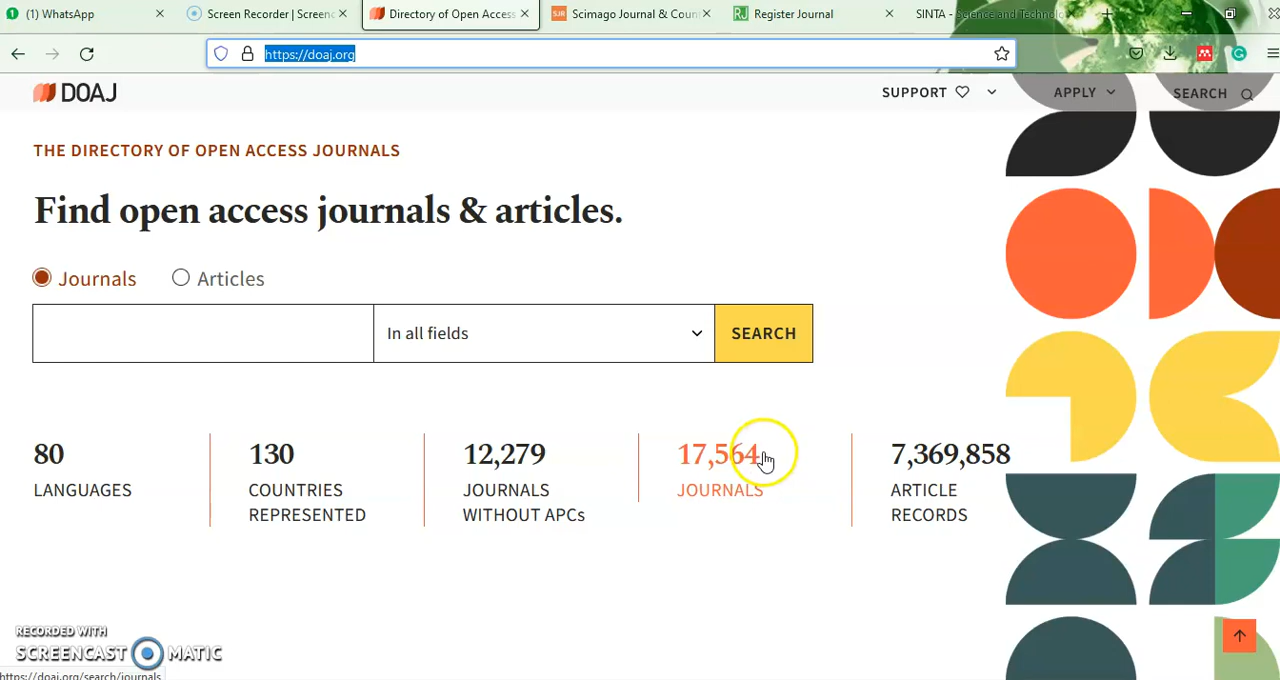 (1) WhatsApp
Screen Recorder | Screenc
Directory of Open Access
SJR
Scimago Journal & Coun
RJ
Register Journal
SINTA - Science and Technolo
https://doaj.org
DOAJ
SUPPORT
APPLY
SEARCH
THE DIRECTORY OF OPEN ACCESS JOURNALS
Find open access journals & articles.
Journals
Articles
In all fields
SEARCH
80
LANGUAGES
130
COUNTRIES
REPRESENTED
12,279
JOURNALS
WITHOUT APCs
17,564
JOURNALS
7,369,858
ARTICLE
RECORDS
RECORDED WITH
SCREENCAST MATIC
https://doaj.org/search/journals